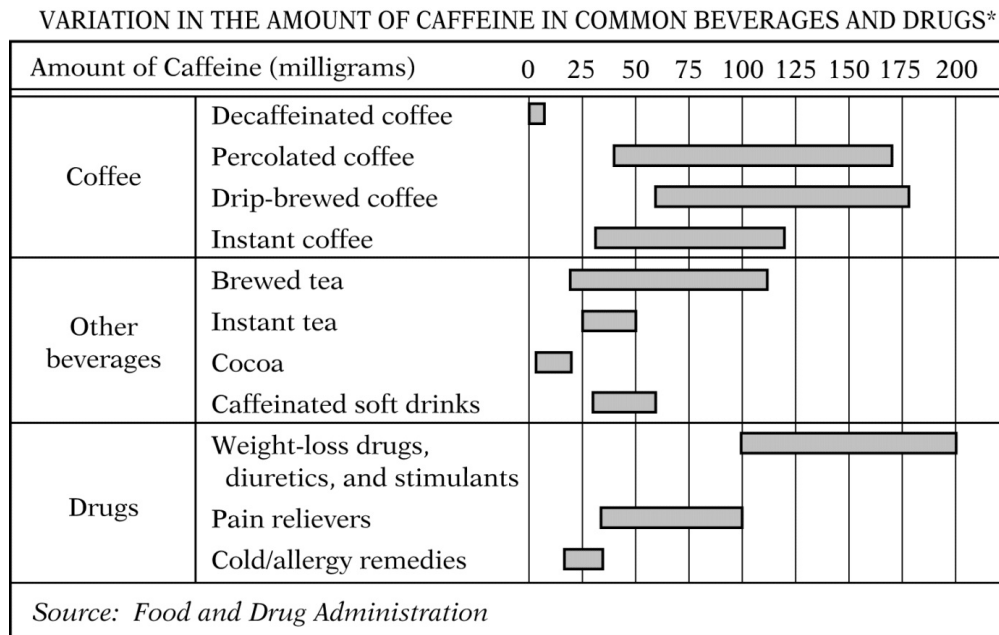 VARIATION IN THE AMOUNT OF CAFFEINE IN COMMON BEVERAGES AND DRUGS*
Amount of Caffeine (milligrams) 0 25 50 75 100 125 150 175 200
Coffee
Decaffeinated coffee
Percolated coffee
Drip-brewed coffee
Instant coffee
Other
beverages
Brewed tea
Instant tea
Cocoa
Caffeinated soft drinks
Drugs
Weight-loss drugs,
diuretics, and stimulants
Pain relievers
Cold/allergy remedies
Source: Food and Drug Administration